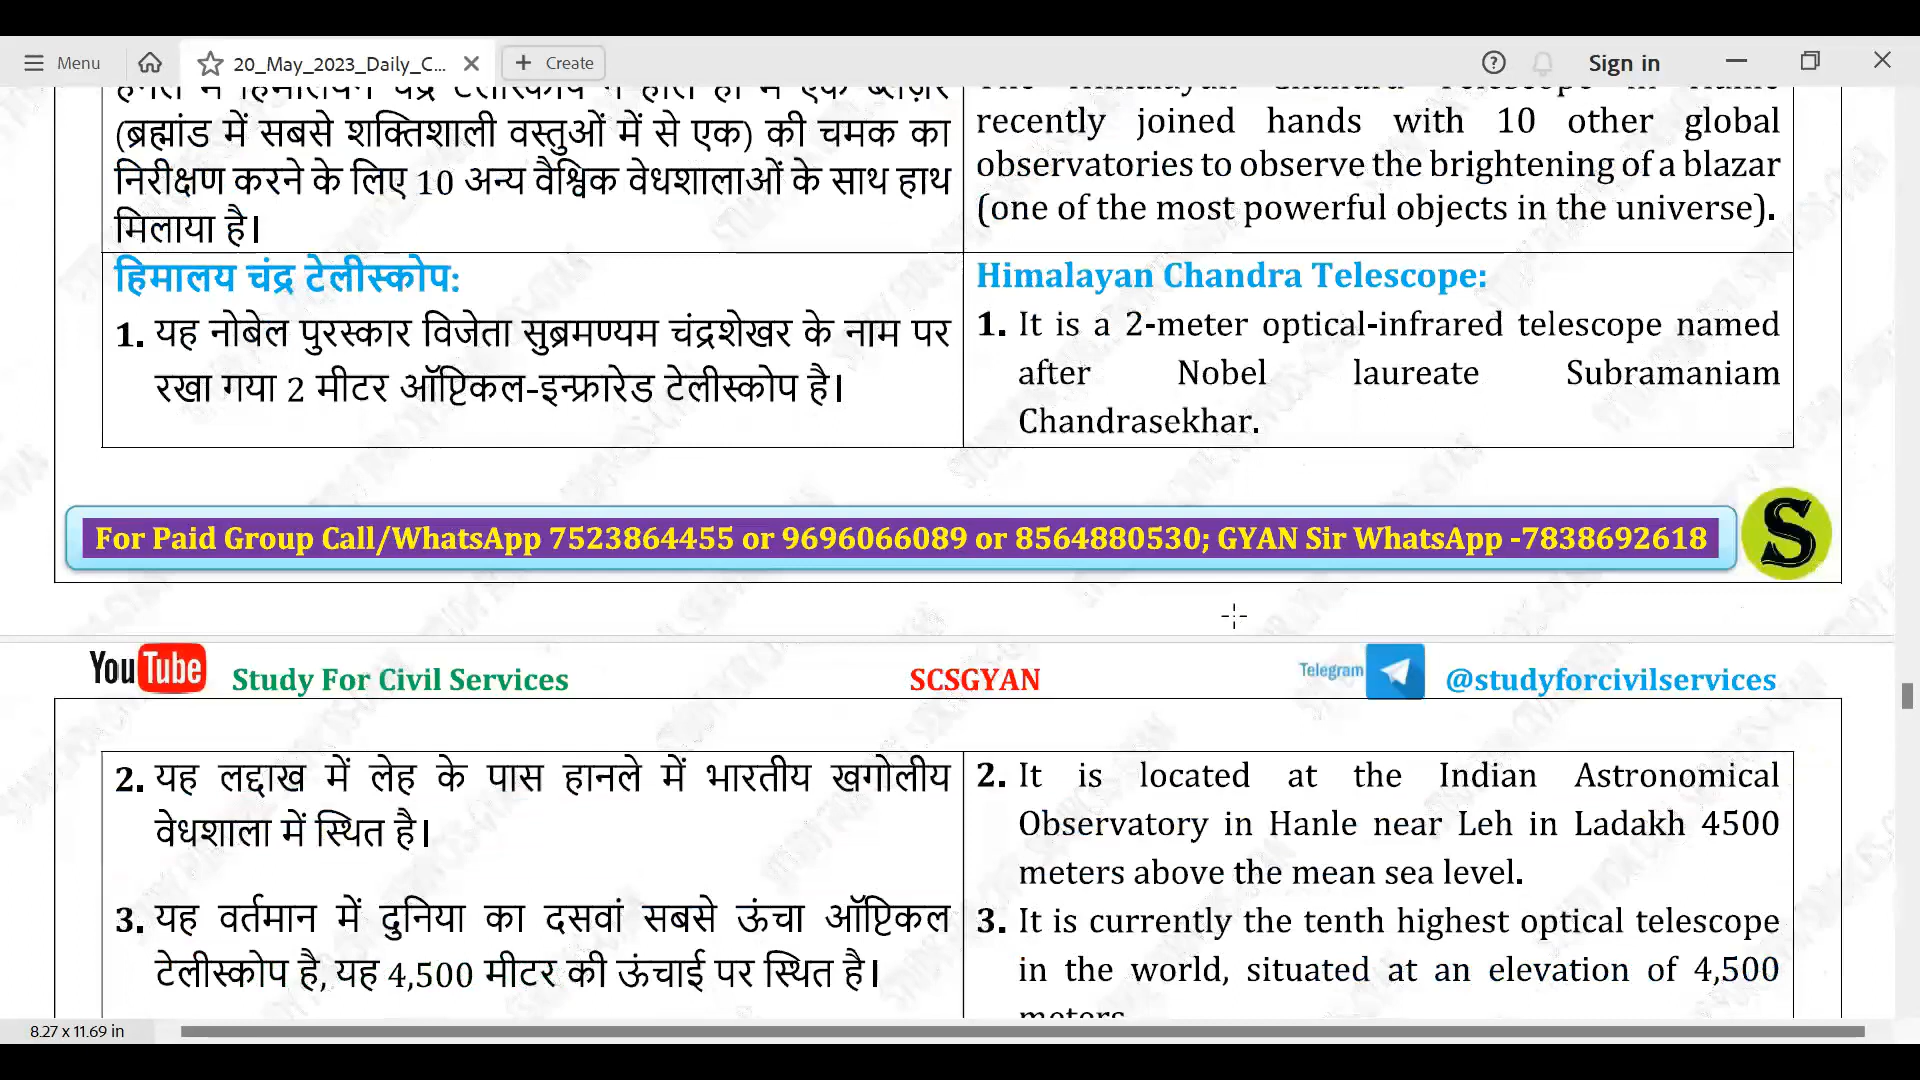 Menu
20_May_2023_Daily_C...
Create
Sign in
(ब्रह्मांड में सबसे शक्तिशाली वस्तुओं में से एक) की चमक का
निरीक्षण करने के लिए 10 अन्य वैश्विक वेधशालाओं के साथ हाथ
मिलाया है।
recently joined hands with 10 other global
observatories to observe the brightening of a blazar
(one of the most powerful objects in the universe).
हिमालय चंद्र टेलीस्कोप:
1. यह नोबेल पुरस्कार विजेता सुब्रमण्यम चंद्रशेखर के नाम पर
रखा गया 2 मीटर ऑप्टिकल-इन्फ्रारेड टेलीस्कोप है।
Himalayan Chandra Telescope:
1. It is a 2-meter optical-infrared telescope named
after Nobel laureate Subramaniam
Chandrasekhar.
For Paid Group Call/WhatsApp 7523864455 or 9696066089 or 8564880530; GYAN Sir WhatsApp -7838692618
S
YouTube Study For Civil Services
SCSGYAN
Telegram @studyforcivilservices
2. यह लद्दाख में लेह के पास हानले में भारतीय खगोलीय
वेधशाला में स्थित है।
3. यह वर्तमान में दुनिया का दसवां सबसे ऊंचा ऑप्टिकल
टेलीस्कोप है, यह 4,500 मीटर की ऊंचाई पर स्थित है।
2. It is located at the Indian Astronomical
Observatory in Hanle near Leh in Ladakh 4500
meters above the mean sea level.
3. It is currently the tenth highest optical telescope
in the world, situated at an elevation of 4,500
8.27 x 11.69 in